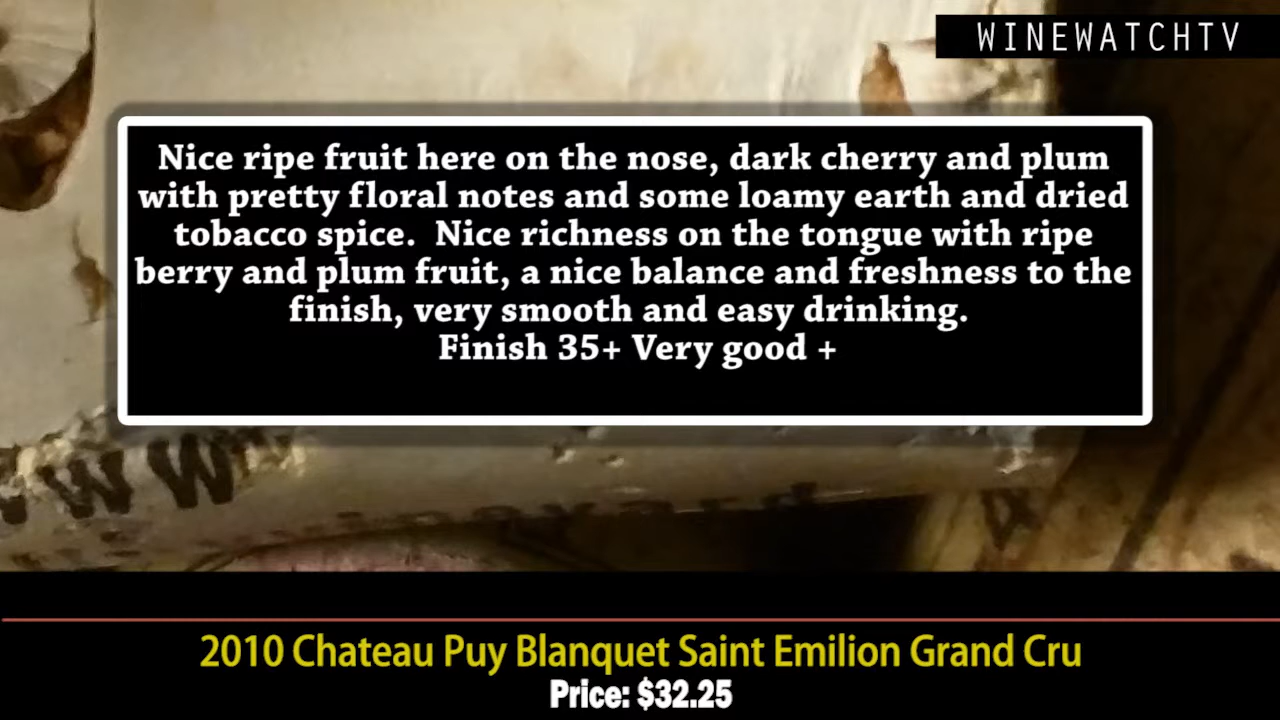 WINEWATCHTV
Nice ripe fruit here on the nose, dark cherry and plum
with pretty floral notes and some loamy earth and dried
tobacco spice.  Nice richness on the tongue with ripe
berry and plum fruit, a nice balance and freshness to the
finish, very smooth and easy drinking.
Finish 35+ Very good +
WW
2010 Chateau Puy Blanquet Saint Emilion Grand Cru
Price: $32.25